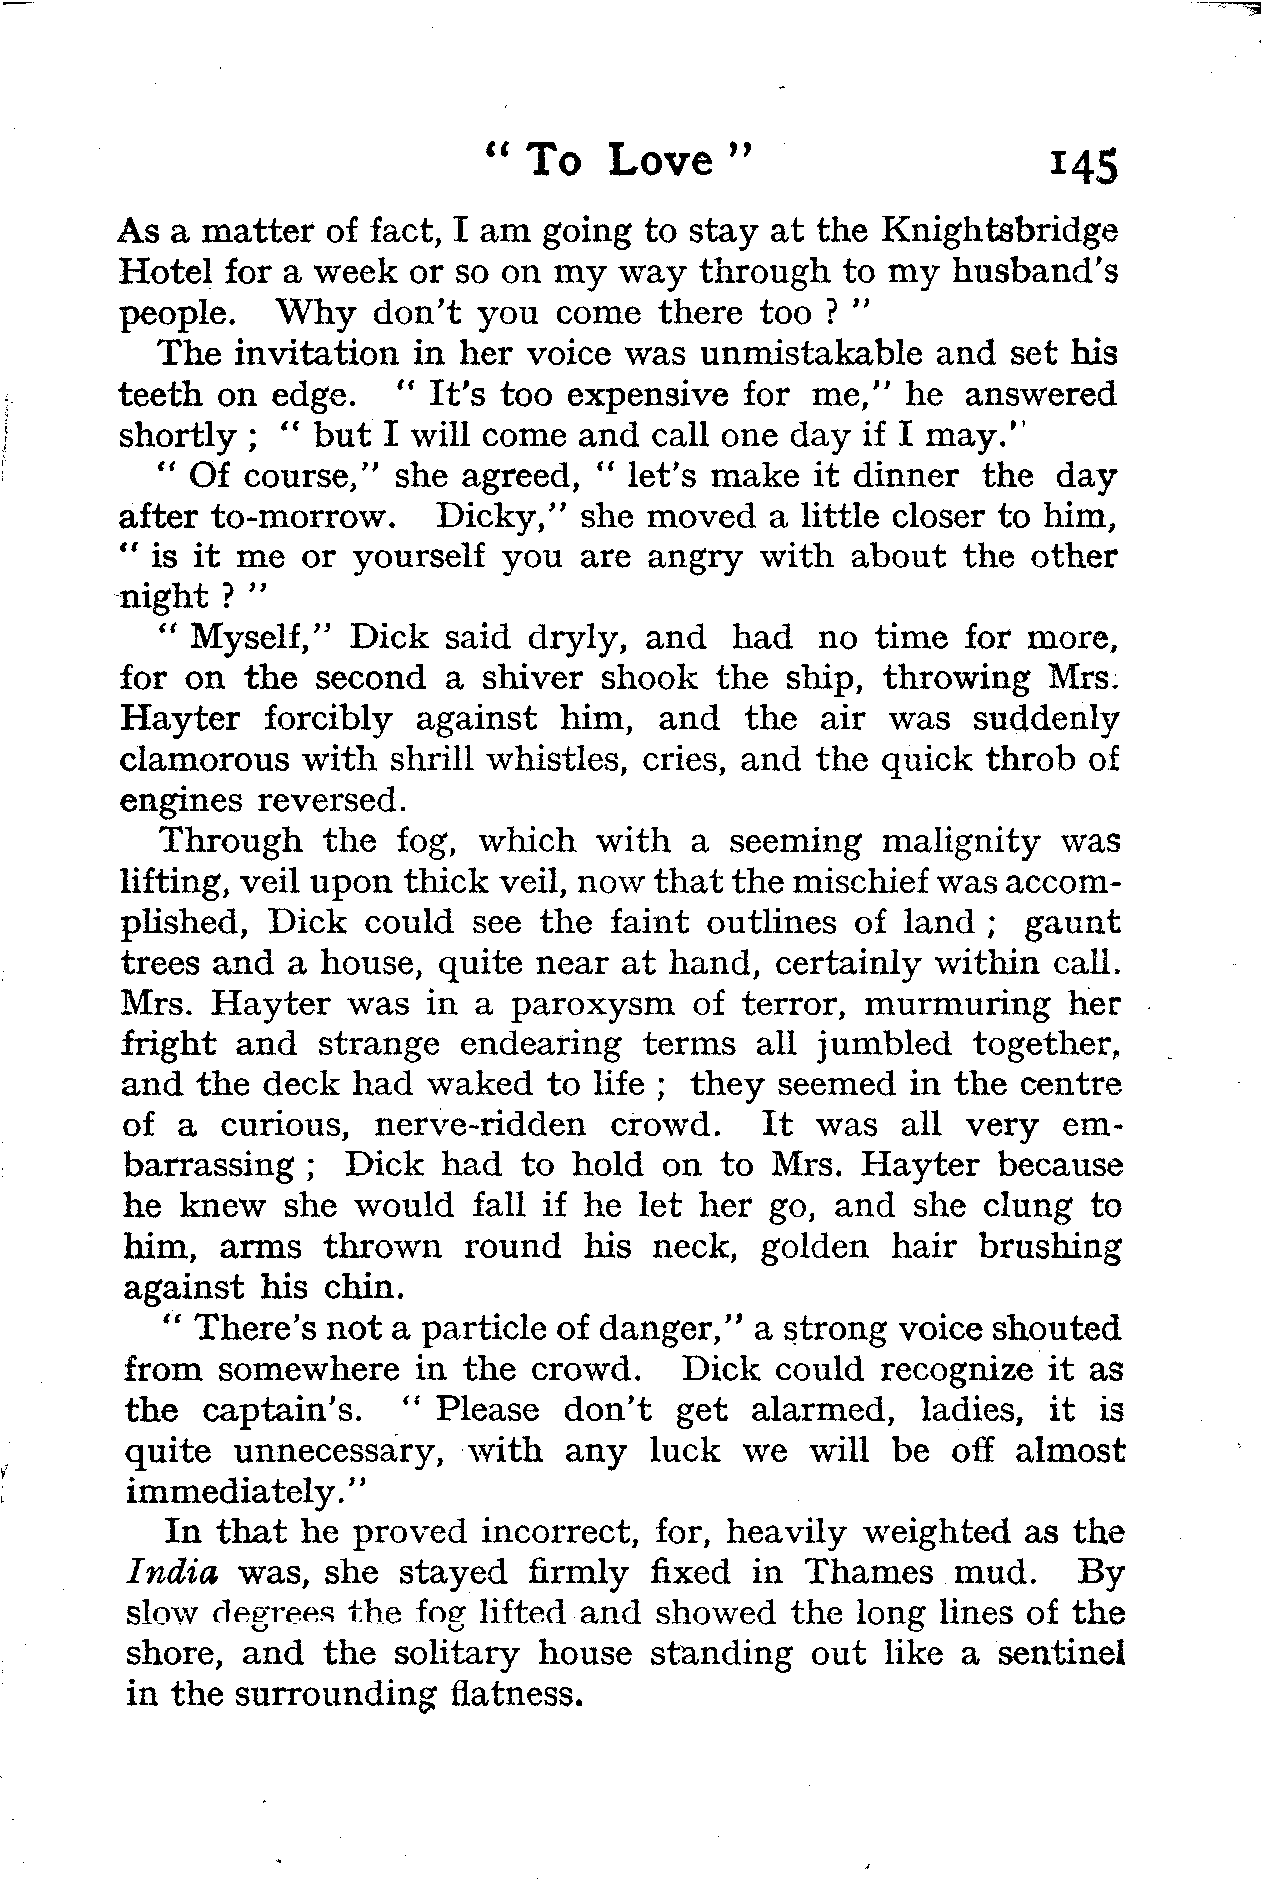 “ To Love ” 145
As a matter of fact, I am going to stay at the Knightsbridge
Hotel for a week or so on my way through to my husband's
people. Why don't you come there too ? ”
The invitation in her voice was unmistakable and set his
teeth on edge. “ It's too expensive for me,” he answered
shortly ; “ but I will come and call one day if I may.”
“ Of course,” she agreed, “ let's make it dinner the day
after to-morrow. Dicky,” she moved a little closer to him,
“ is it me or yourself you are angry with about the other
night ? ”
“ Myself,” Dick said dryly, and had no time for more,
for on the second a shiver shook the ship, throwing Mrs.
Hayter forcibly against him, and the air was suddenly
clamorous with shrill whistles, cries, and the quick throb of
engines reversed.
Through the fog, which with a seeming malignity was
lifting, veil upon thick veil, now that the mischief was accom-
plished, Dick could see the faint outlines of land ; gaunt
trees and a house, quite near at hand, certainly within call.
Mrs. Hayter was in a paroxysm of terror, murmuring her
fright and strange endearing terms all jumbled together,
and the deck had waked to life ; they seemed in the centre
of a curious, nerve-ridden crowd. It was all very em-
barrassing ; Dick had to hold on to Mrs. Hayter because
he knew she would fall if he let her go, and she clung to
him, arms thrown round his neck, golden hair brushing
against his chin.
“ There's not a particle of danger,” a strong voice shouted
from somewhere in the crowd. Dick could recognize it as
the captain's. “ Please don't get alarmed, ladies, it is
quite unnecessary, with any luck we will be off almost
immediately.”
In that he proved incorrect, for, heavily weighted as the
India was, she stayed firmly fixed in Thames mud. By
slow degrees the fog lifted and showed the long lines of the
shore, and the solitary house standing out like a sentinel
in the surrounding flatness.